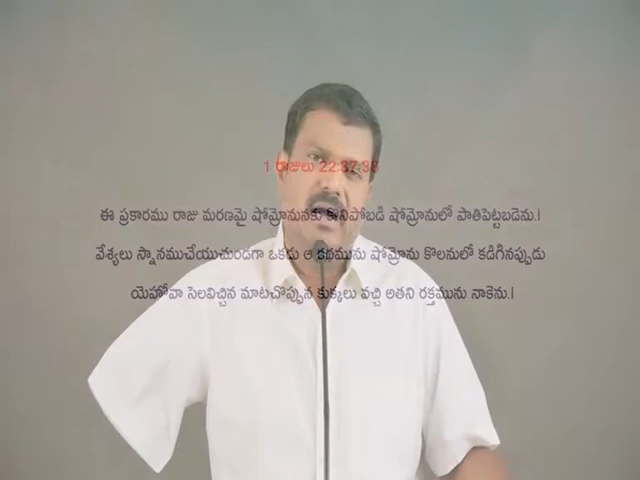 1 రాజులు 22:37,38
ఈ ప్రకారము రాజు మరణమై షోమ్రోనునకు కొనిపోబడి షోమ్రోనులో పాతిపెట్టబడెను.|
వేశ్యలు స్నానముచేయుచుండగా ఒకడు ఆ రథమును షోమ్రోను కొలనులో కడిగినప్పుడు
యెహోవా సెలవిచ్చిన మాటచొప్పున కుక్కలు వచ్చి అతని రక్తమును నాకెను.|